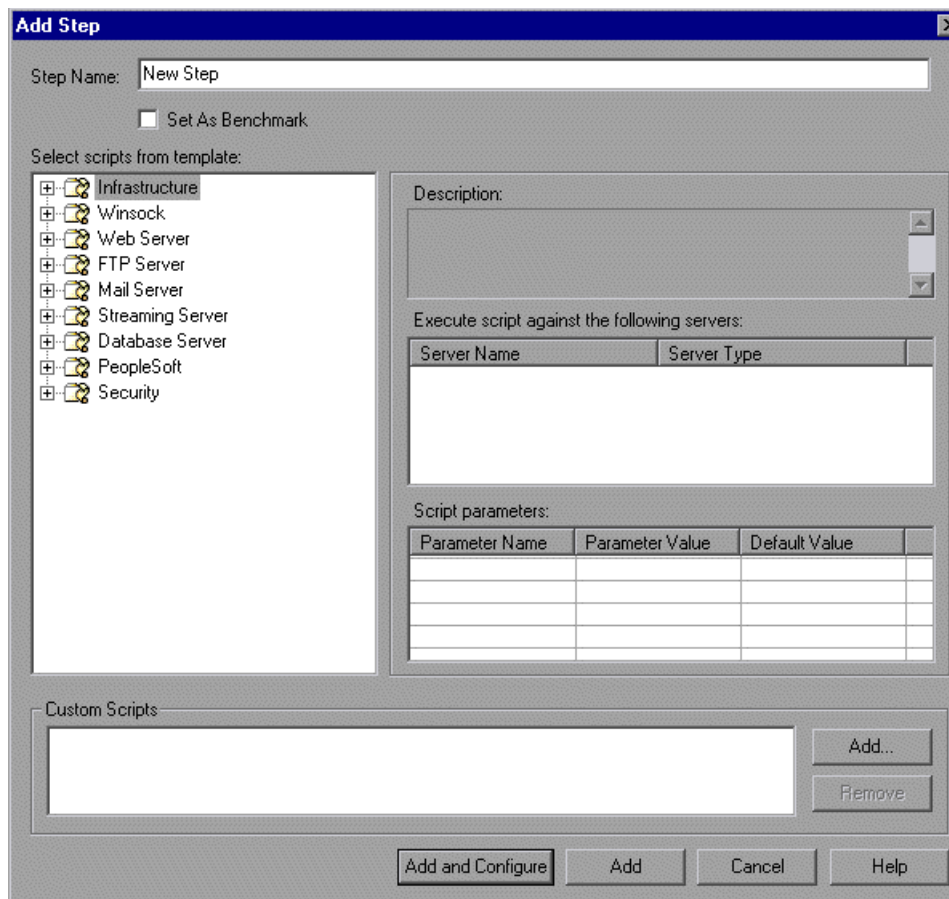 Add Step
Step Name:
New Step
Set As Benchmark
Select scripts from template:
Infrastructure
Winsock
Web Server
FTP Server
Mail Server
Streaming Server
Database Server
PeopleSoft
Security
Description:
Execute script against the following servers:
Server Name Server Type
Script parameters:
Parameter Name Parameter Value Default Value
Custom Scripts
Add...
Remove
Add and Configure Add Cancel Help